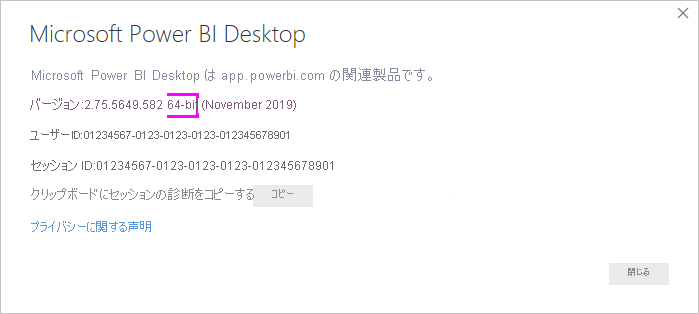 Microsoft Power BI Desktop
Microsoft Power BI Desktop は app.powerbi.com の関連製品です。
バージョン:2.75.5649.582 64-bit (November 2019)
ユーザーID:01234567-0123-0123-0123-012345678901
セッション ID:01234567-0123-0123-0123-012345678901
クリップボードにセッションの診断をコピーする コピー
プライバシーに関する声明
閉じる